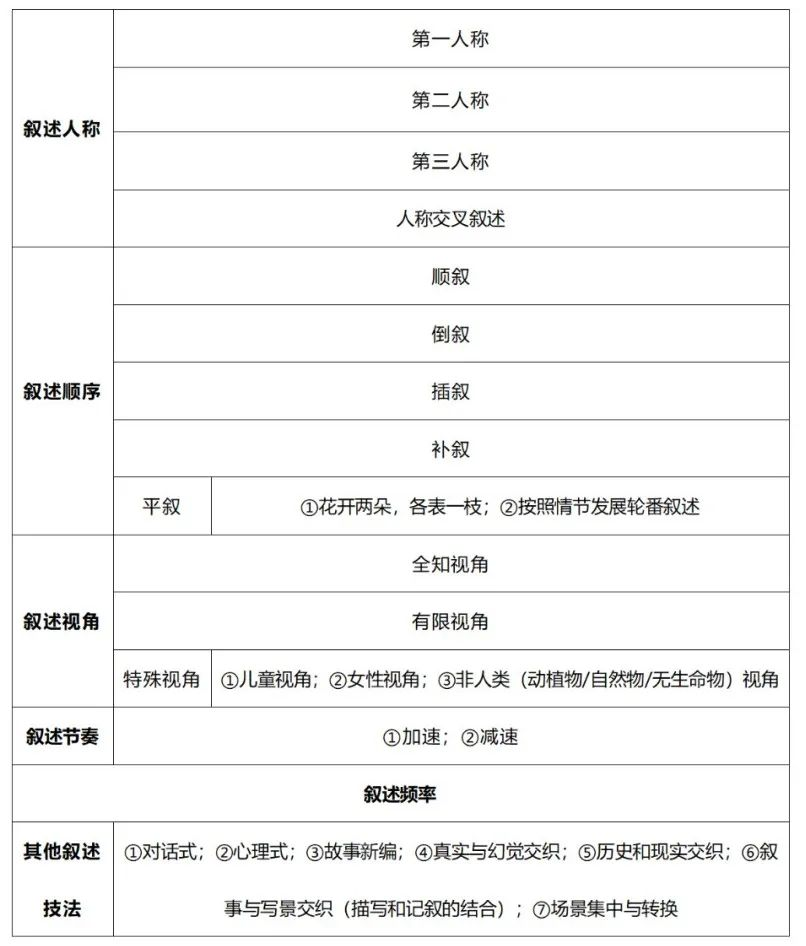 叙述人称
第一人称
第二人称
第三人称
人称交叉叙述
叙述顺序
顺叙
倒叙
插叙
补叙
平叙
①花开两朵，各表一枝；②按照情节发展轮番叙述
叙述视角
全知视角
有限视角
特殊视角
①儿童视角；②女性视角；③非人类（动植物/自然物/无生命物）视角
叙述节奏
①加速；②减速
叙述频率
其他叙述
技法
①对话式；②心理式；③故事新编；④真实与幻觉交织；⑤历史和现实交织；⑥叙
事与写景交织（描写和记叙的结合）；⑦场景集中与转换